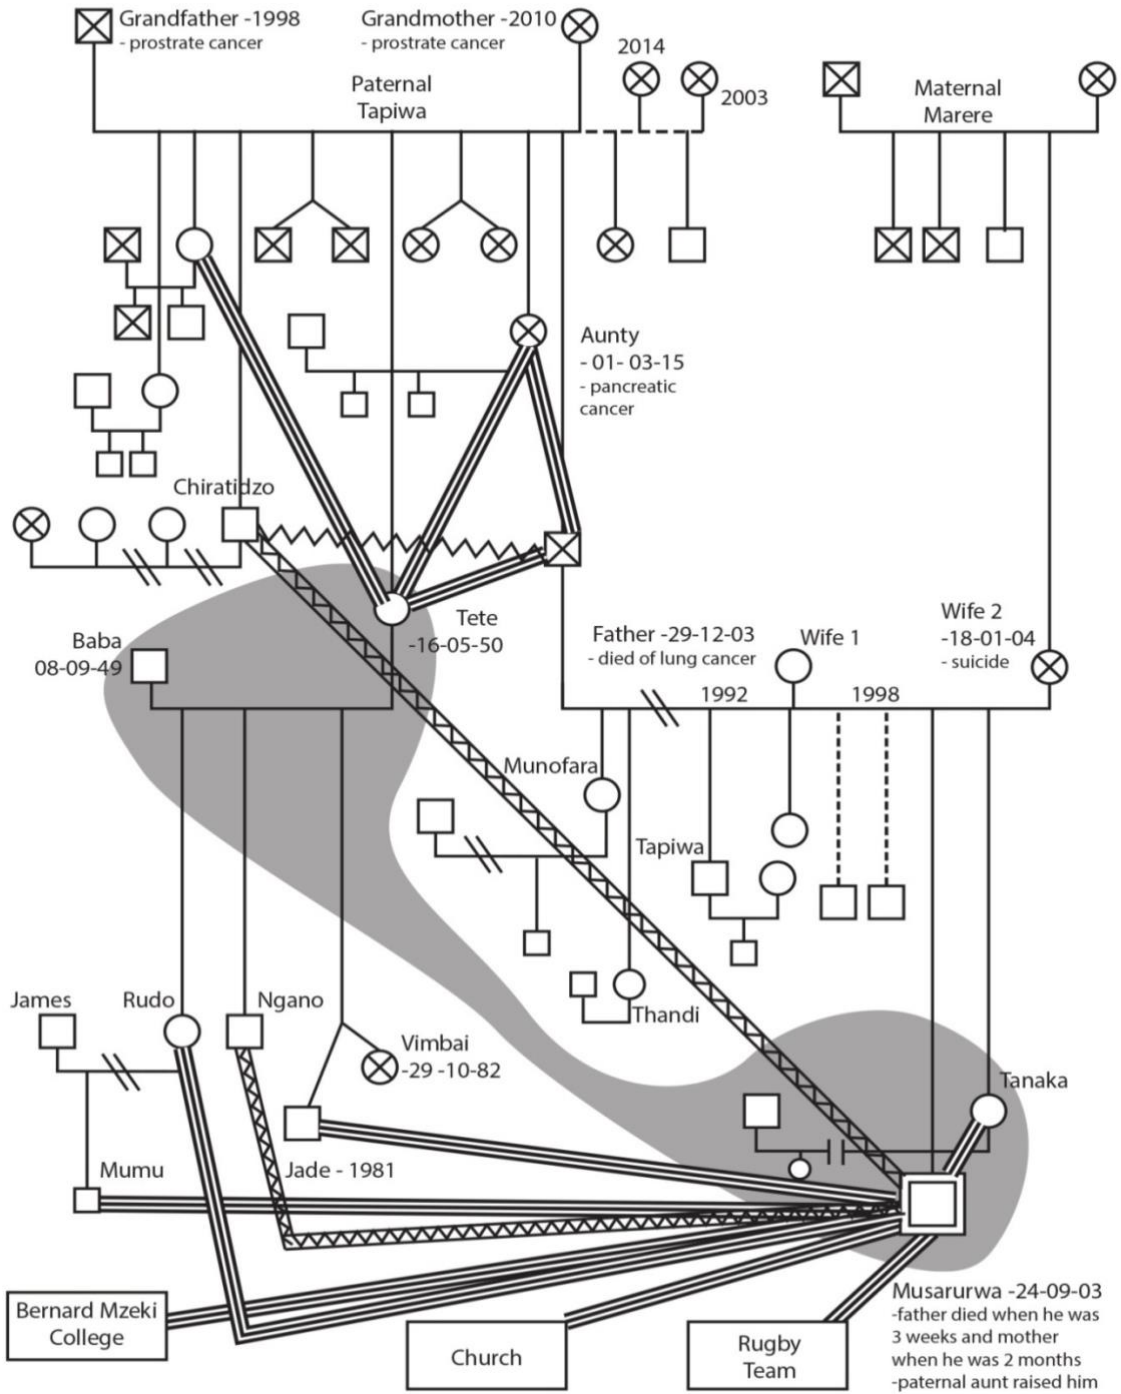 Grandfather -1998
- prostrate cancer
Grandmother -2010
- prostrate cancer
2014
2003
Paternal
Tapiwa
Maternal
Marere
Aunty
- 01- 03-15
- pancreatic
cancer
Chiratidzo
Tete
-16-05-50
Baba
08-09-49
Father -29-12-03
- died of lung cancer
Wife 1
Wife 2
-18-01-04
- suicide
1992
1998
Munofara
Tapiwa
Thandi
James
Rudo
Ngano
Vimbai
-29 -10-82
Tanaka
Mumu
Jade - 1981
Musarurwa -24-09-03
-father died when he was
3 weeks and mother
when he was 2 months
-paternal aunt raised him
Bernard Mzeki
College
Church
Rugby
Team